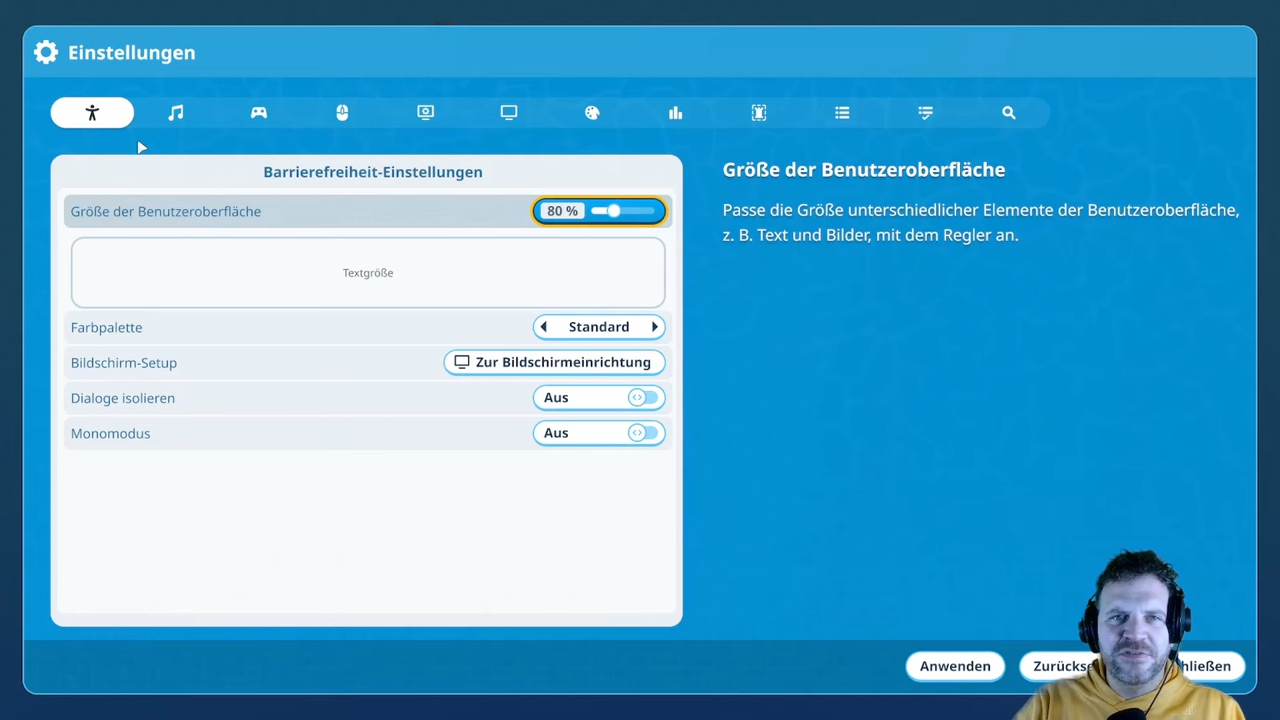 Einstellungen
Barrierefreiheit-Einstellungen
Größe der Benutzeroberfläche
80 %
Textgröße
Farbpalette
Standard
Bildschirm-Setup
Zur Bildschirmeinrichtung
Dialoge isolieren
Aus
Monomodus
Aus
Größe der Benutzeroberfläche
Passe die Größe unterschiedlicher Elemente der Benutzeroberfläche,
z. B. Text und Bilder, mit dem Regler an.
Anwenden